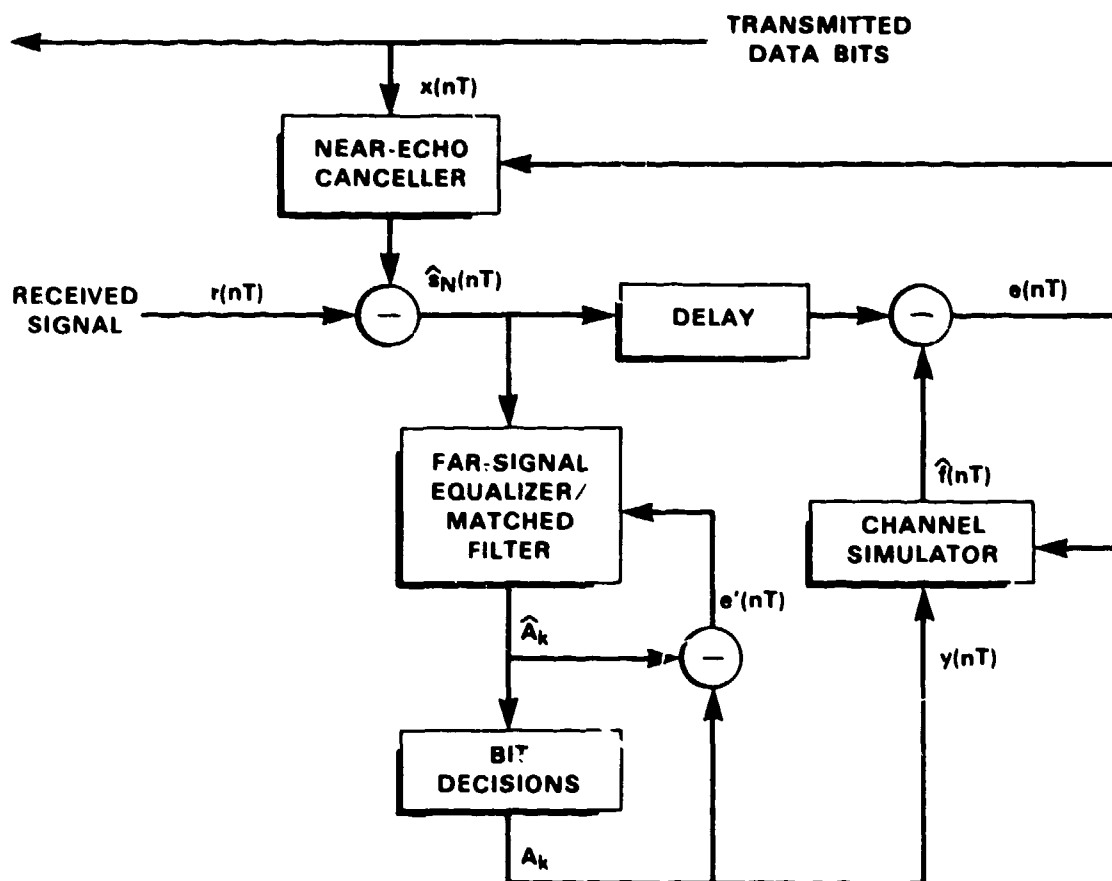 TRANSMITTED
DATA BITS
x(nT)
NEAR-ECHO
CANCELLER
RECEIVED
SIGNAL
r(nT)
−
ŝN(nT)
DELAY
−
e(nT)
FAR-SIGNAL
EQUALIZER/
MATCHED
FILTER
f̂(nT)
CHANNEL
SIMULATOR
e'(nT)
Âk
−
y(nT)
BIT
DECISIONS
Ak